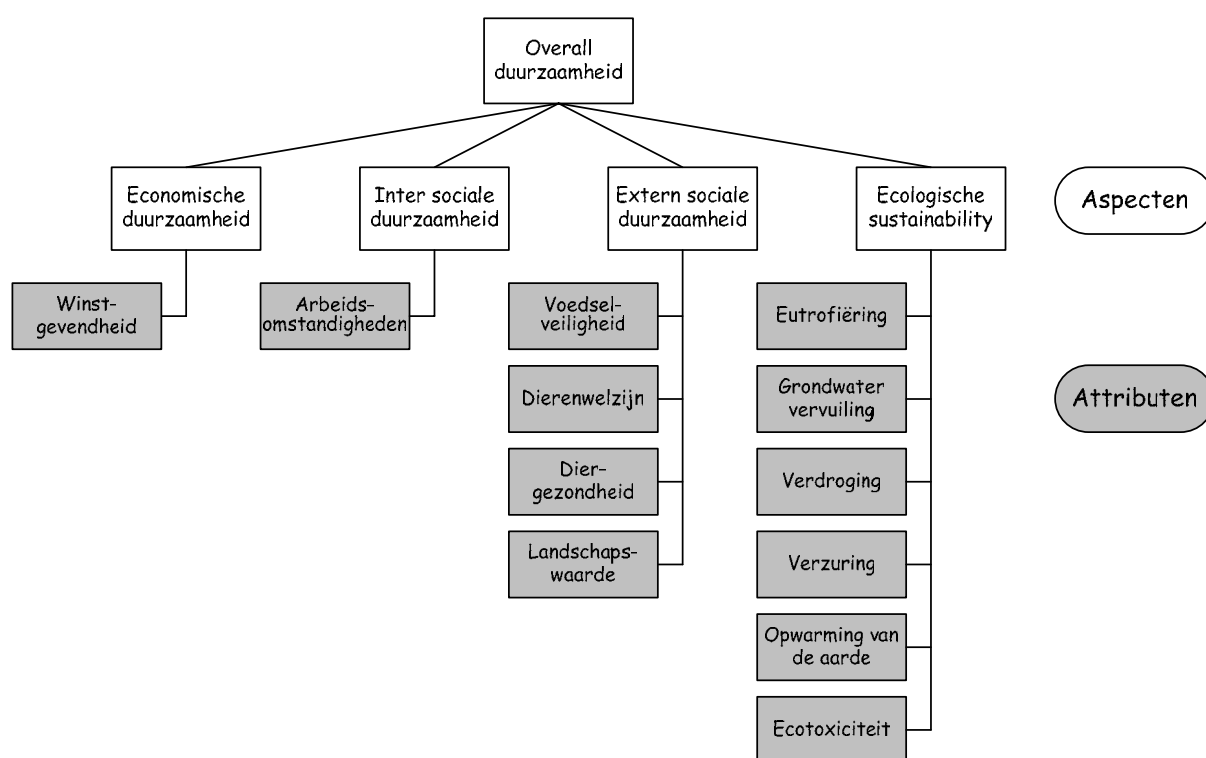 Overall
duurzaamheid
Economische
duurzaamheid
Inter sociale
duurzaamheid
Extern sociale
duurzaamheid
Ecologische
sustainability
Aspecten
Winst-
gevendheid
Arbeids-
omstandigheden
Voedsel-
veiligheid
Eutrofiëring
Dierenwelzijn
Grondwater
vervuiling
Attributen
Dier-
gezondheid
Verdroging
Landschaps-
waarde
Verzuring
Opwarming van
de aarde
Ecotoxiciteit